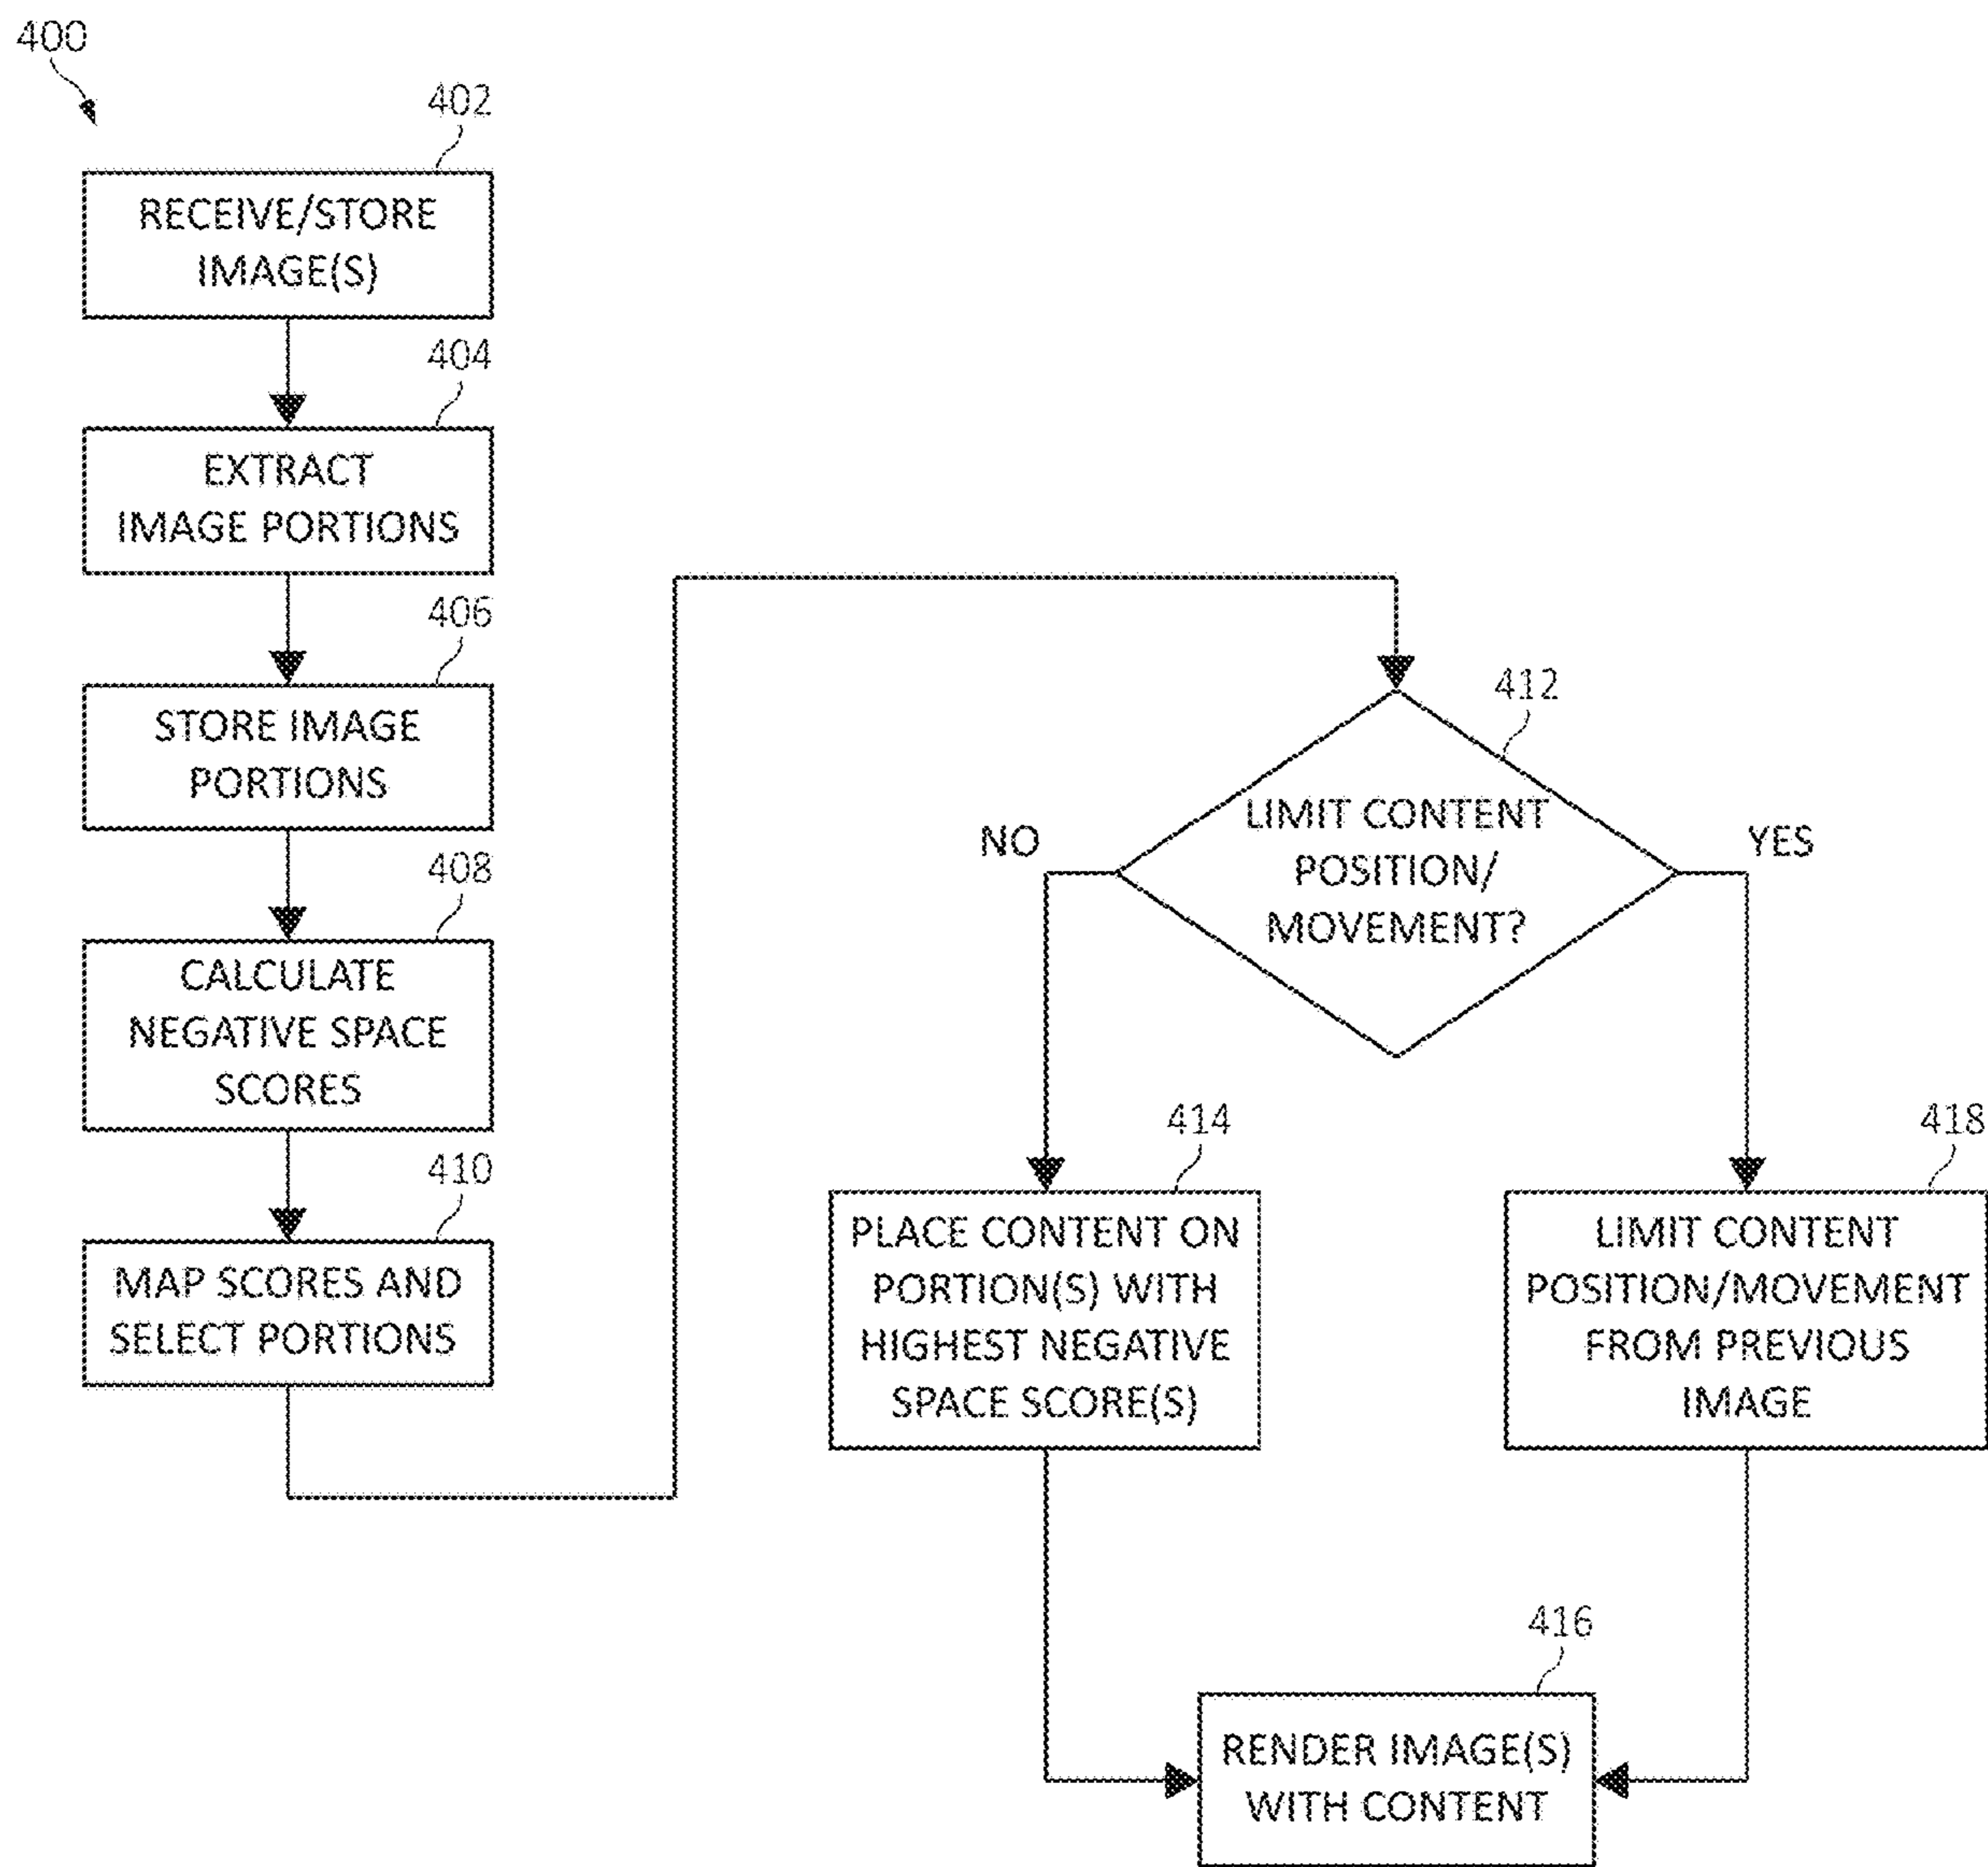 400
402
RECEIVE/STORE
IMAGE(S)
404
EXTRACT
IMAGE PORTIONS
406
STORE IMAGE
PORTIONS
408
CALCULATE
NEGATIVE SPACE
SCORES
410
MAP SCORES AND
SELECT PORTIONS
412
LIMIT CONTENT
POSITION/
MOVEMENT?
NO
YES
414
PLACE CONTENT ON
PORTION(S) WITH
HIGHEST NEGATIVE
SPACE SCORE(S)
418
LIMIT CONTENT
POSITION/MOVEMENT
FROM PREVIOUS
IMAGE
416
RENDER IMAGE(S)
WITH CONTENT